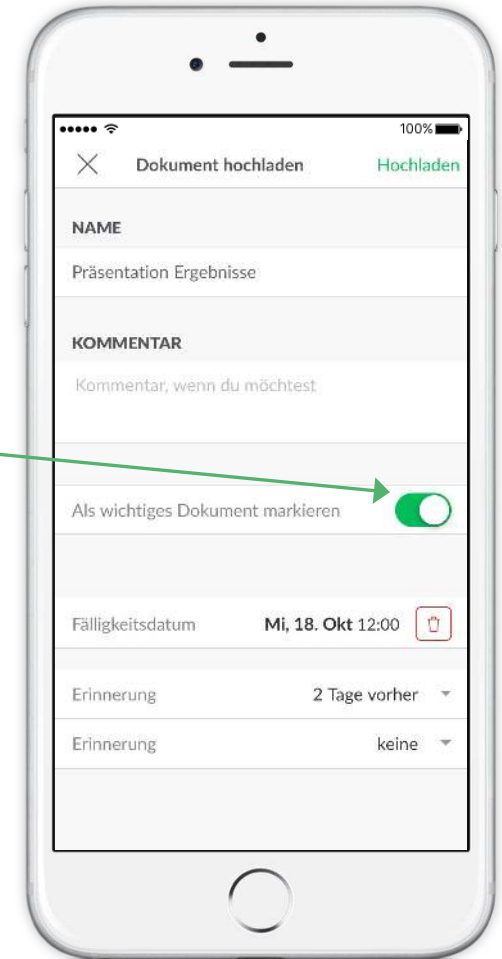 100%
Dokument hochladen Hochladen
NAME
Präsentation Ergebnisse
KOMMENTAR
Kommentar, wenn du möchtest
Als wichtiges Dokument markieren
Fälligkeitsdatum Mi, 18. Okt 12:00
Erinnerung 2 Tage vorher
Erinnerung keine